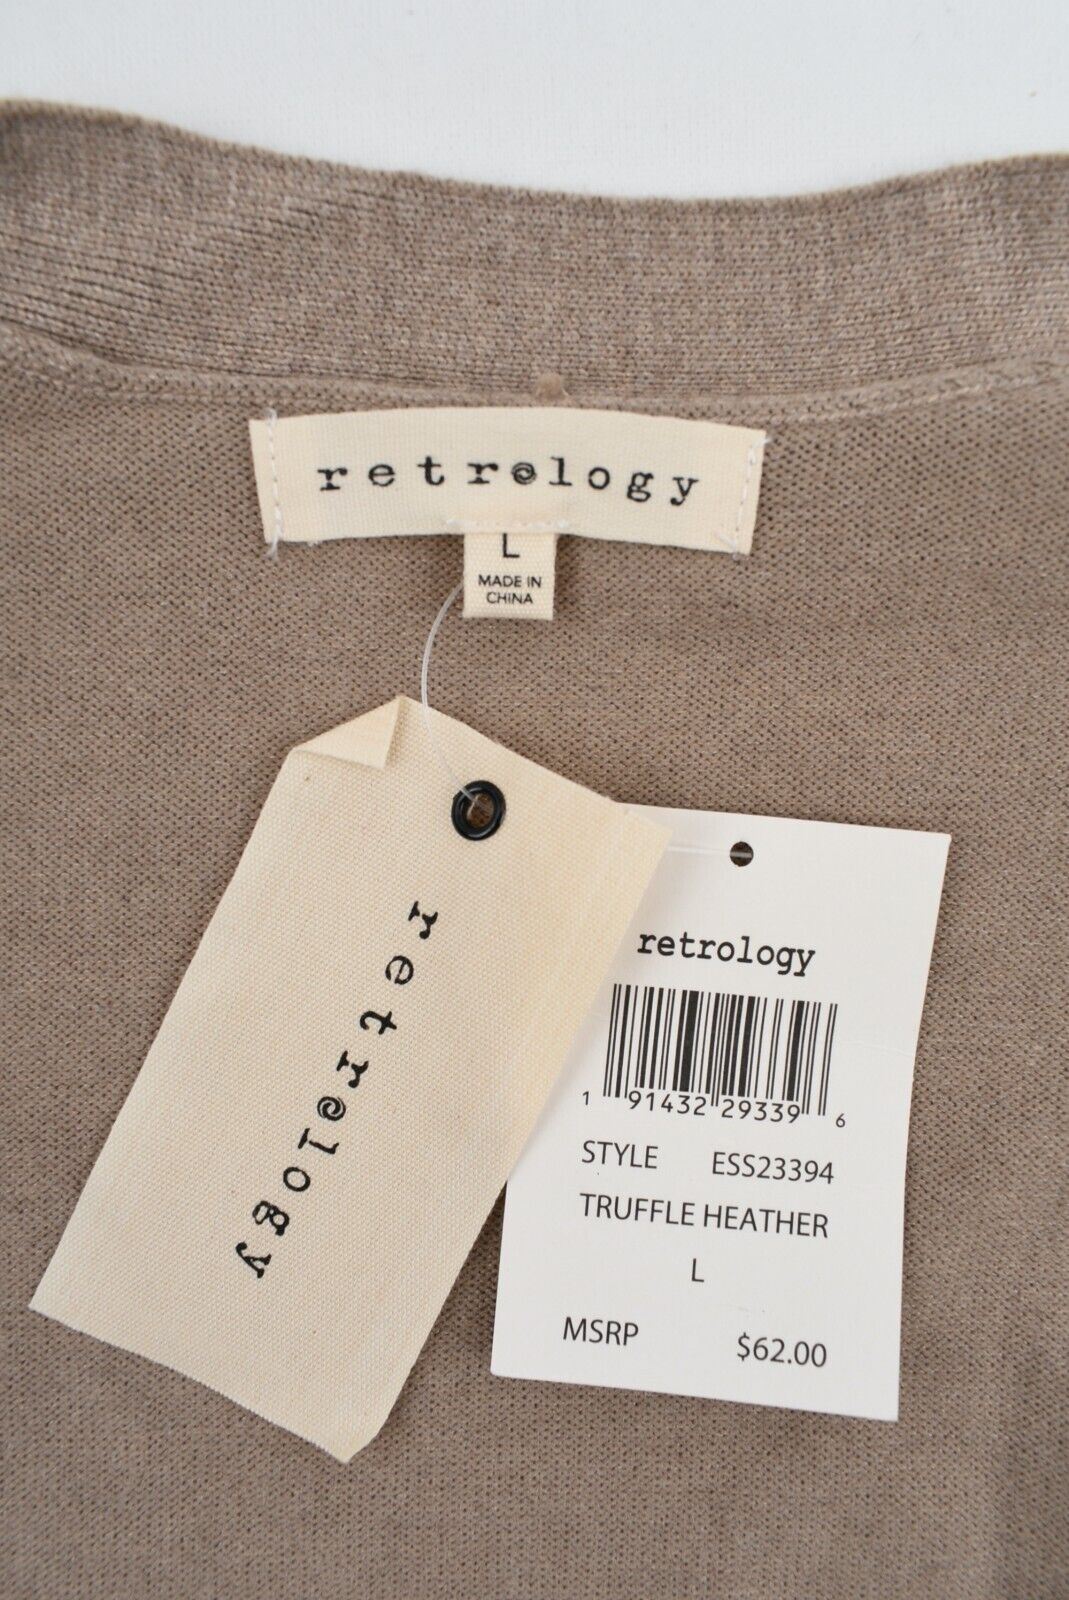 retrology
L
MADE IN
CHINA
retrology
retrology
1 91432 29339 6
STYLE ESS23394
TRUFFLE HEATHER
L
MSRP $62.00